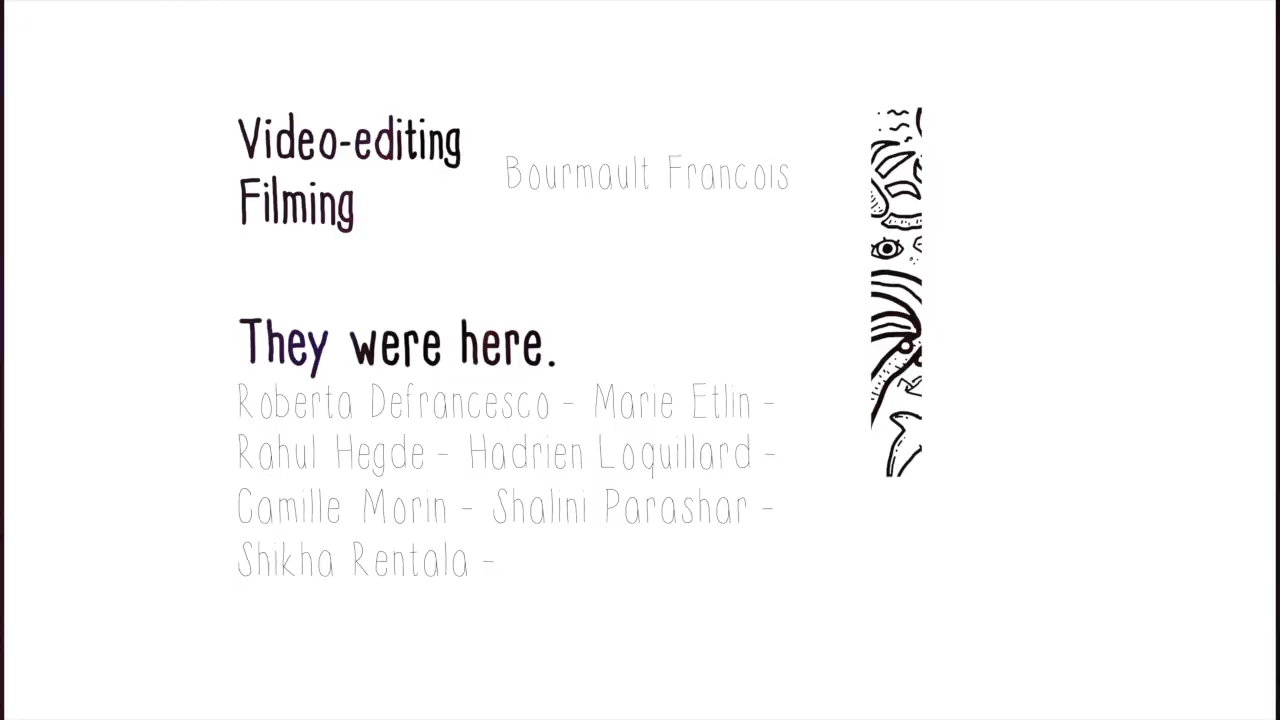 Video-editing
Filming
Bourmault Francois
They were here.
Roberta Defrancesco - Marie Etlin -
Rahul Hegde - Hadrien Loquillard -
Camille Morin - Shalini Parashar -
Shikha Rentala -